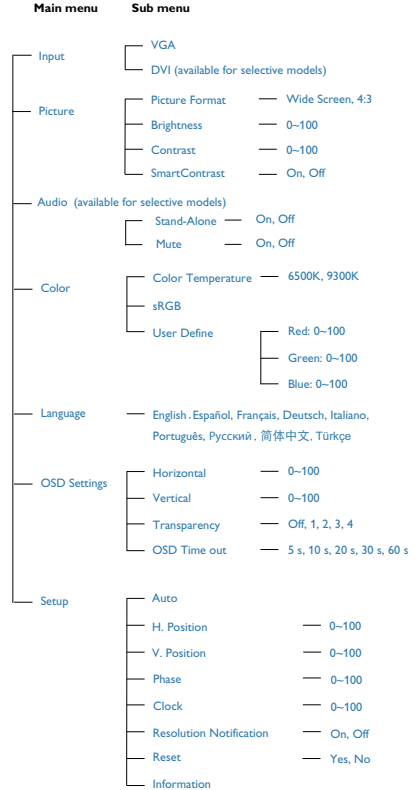 Main menu Sub menu
Input
VGA
DVI (available for selective models)
Picture
Picture Format Wide Screen, 4:3
Brightness 0~100
Contrast 0~100
SmartContrast On, Off
Audio (available for selective models)
Stand-Alone On, Off
Mute On, Off
Color
Color Temperature 6500K, 9300K
sRGB
User Define Red: 0~100
Green: 0~100
Blue: 0~100
Language English, Español, Français, Deutsch, Italiano,
Português, Русский, 简体中文, Türkçe
OSD Settings
Horizontal 0~100
Vertical 0~100
Transparency Off, 1, 2, 3, 4
OSD Time out 5 s, 10 s, 20 s, 30 s, 60 s
Setup
Auto
H. Position 0~100
V. Position 0~100
Phase 0~100
Clock 0~100
Resolution Notification On, Off
Reset Yes, No
Information